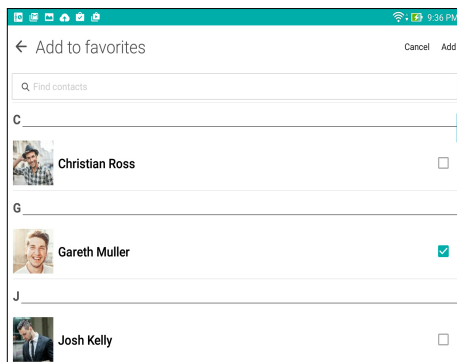 9:36 PM
Add to favorites
Cancel Add
Find contacts
C
Christian Ross
G
Gareth Muller
J
Josh Kelly